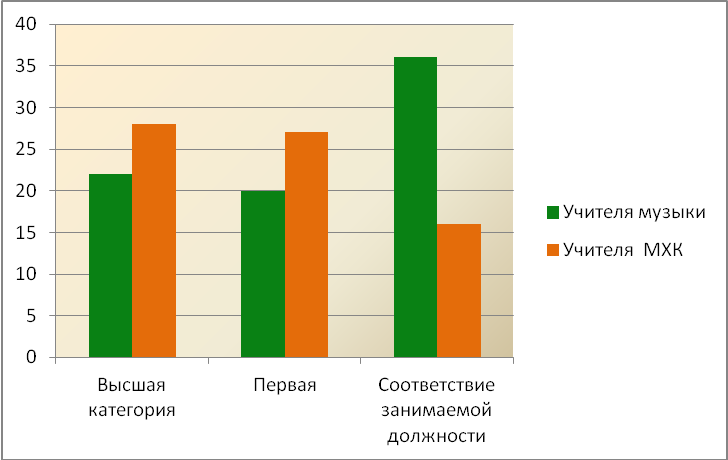 40
35
30
25
20
15
10
5
0
Высшая
категория
Первая
Соответствие
занимаемой
должности
Учителя музыки
Учителя МХК